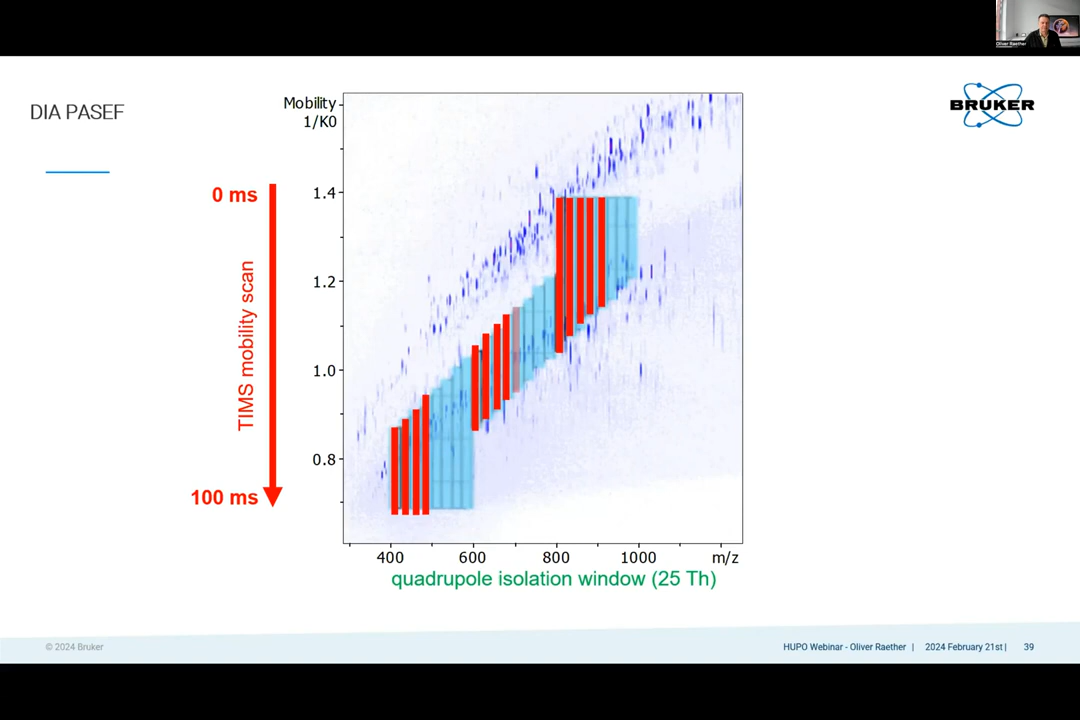 Oliver Raether
DIA PASEF
BRUKER
Mobility
1/K0
0 ms
TIMS mobility scan
100 ms
1.4
1.2
1.0
0.8
400 600 800 1000 m/z
quadrupole isolation window (25 Th)
© 2024 Bruker
HUPO Webinar - Oliver Raether | 2024 February 21st | 39